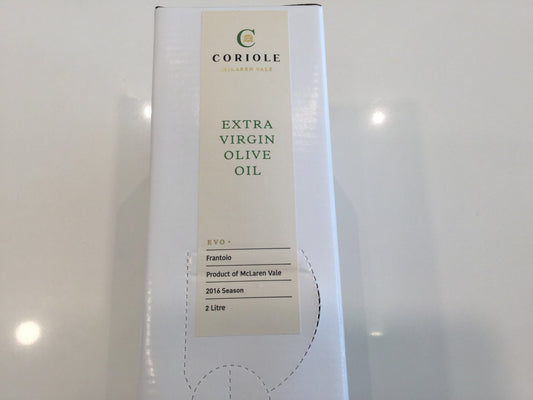 C
CORIOLE
McLAREN VALE
EXTRA
VIRGIN
OLIVE
OIL
EVO •
Frantoio
Product of McLaren Vale
2016 Season
2 Litre